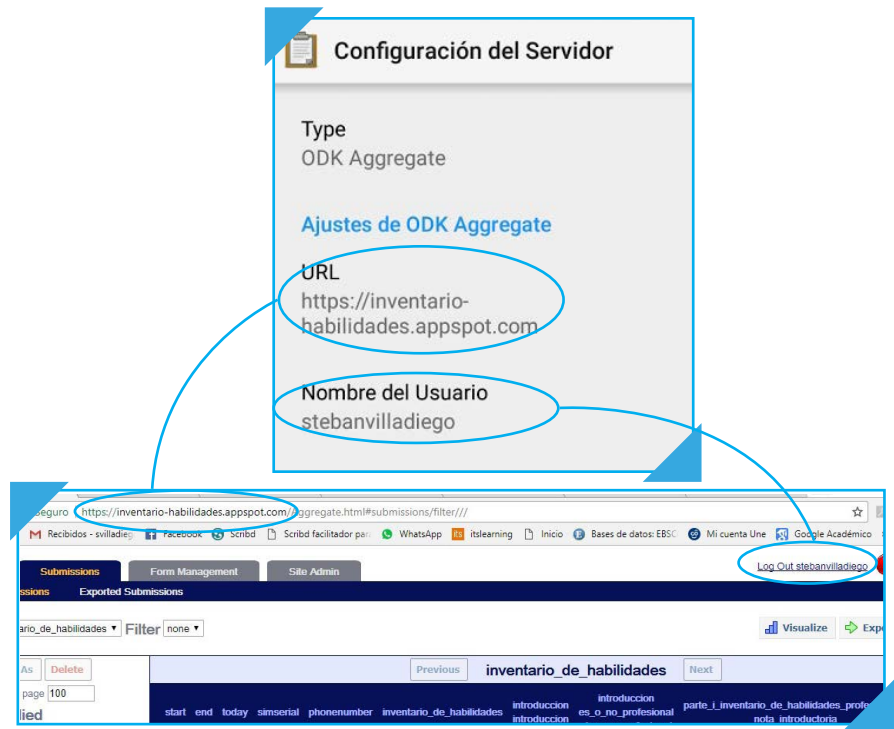 Configuración del Servidor
Type
ODK Aggregate
Ajustes de ODK Aggregate
URL
https://inventario-
habilidades.appspot.com
Nombre del Usuario
stebanvilladiego
Seguro https://inventario-habilidades.appspot.com/Aggregate.html#submissions/filter///
Recibidos - svilladieg Facebook Scribd Scribd facilitador par WhatsApp its itslearning Inicio Bases de datos: EBSC Mi cuenta Une Google Académico
Submissions Form Management Site Admin Log Out stebanvilladiego
ssions Exported Submissions
ario_de_habilidades Filter none Visualize Expo
As Delete Previous inventario_de_habilidades Next
page 100
lied start end today simserial phonenumber inventario_de_habilidades introduccion introduccion parte_i_inventario_de_habilidades_profe
introduccion es_o_no_profesional nota_introductoria